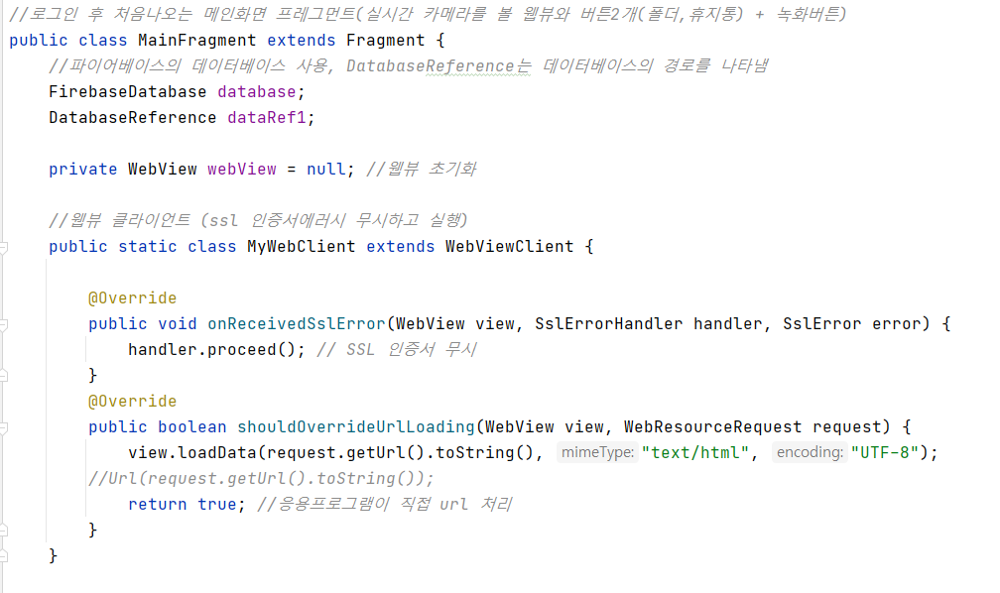 //로그인 후 처음나오는 메인화면 프레그먼트(실시간 카메라를 볼 웹뷰와 버튼2개(폴더,휴지통) + 녹화버튼)
public class MainFragment extends Fragment {
//파이어베이스의 데이터베이스 사용, DatabaseReference는 데이터베이스의 경로를 나타냄
FirebaseDatabase database;
DatabaseReference dataRef1;
private WebView webView = null; //웹뷰 초기화
//웹뷰 클라이언트 (ssl 인증서에러시 무시하고 실행)
public static class MyWebClient extends WebViewClient {
@Override
public void onReceivedSslError(WebView view, SslErrorHandler handler, SslError error) {
handler.proceed(); // SSL 인증서 무시
}
@Override
public boolean shouldOverrideUrlLoading(WebView view, WebResourceRequest request) {
view.loadData(request.getUrl().toString(), mimeType: "text/html", encoding: "UTF-8");
//Url(request.getUrl().toString());
return true; //응용프로그램이 직접 url 처리
}
}